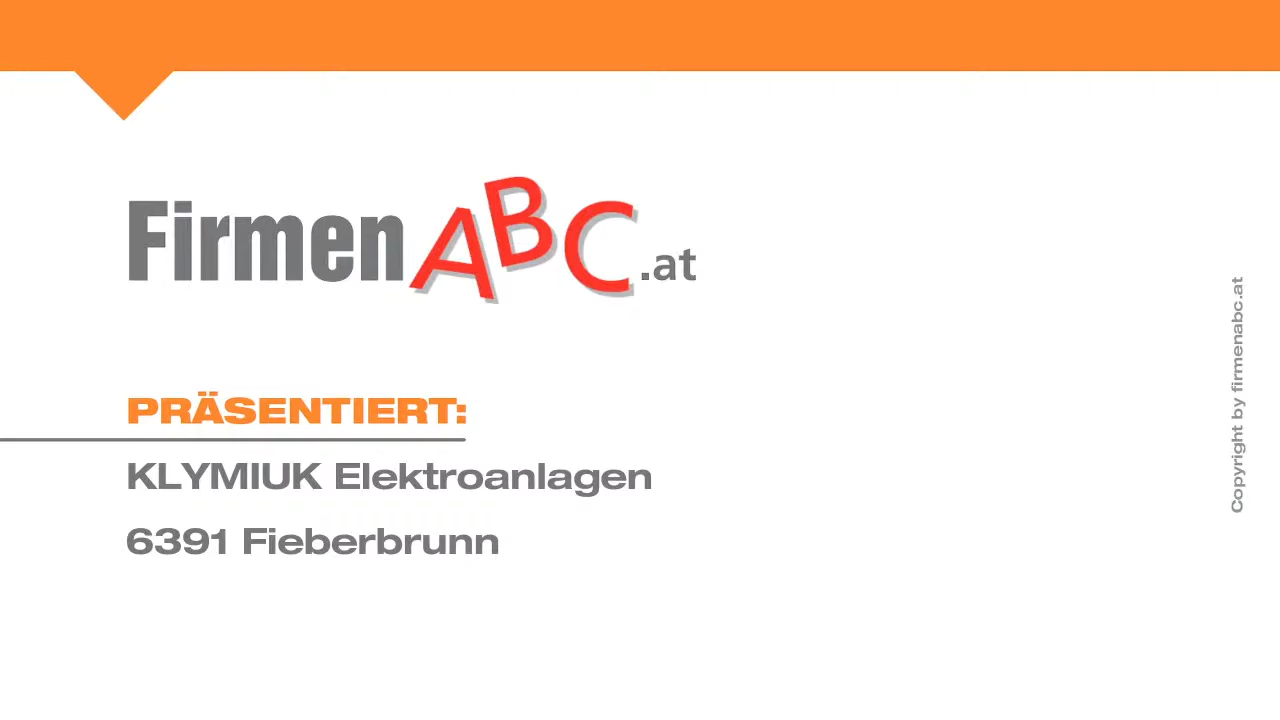 FirmenABC.at
PRÄSENTIERT:
KLYMIUK Elektroanlagen
6391 Fieberbrunn
Copyright by firmenabc.at